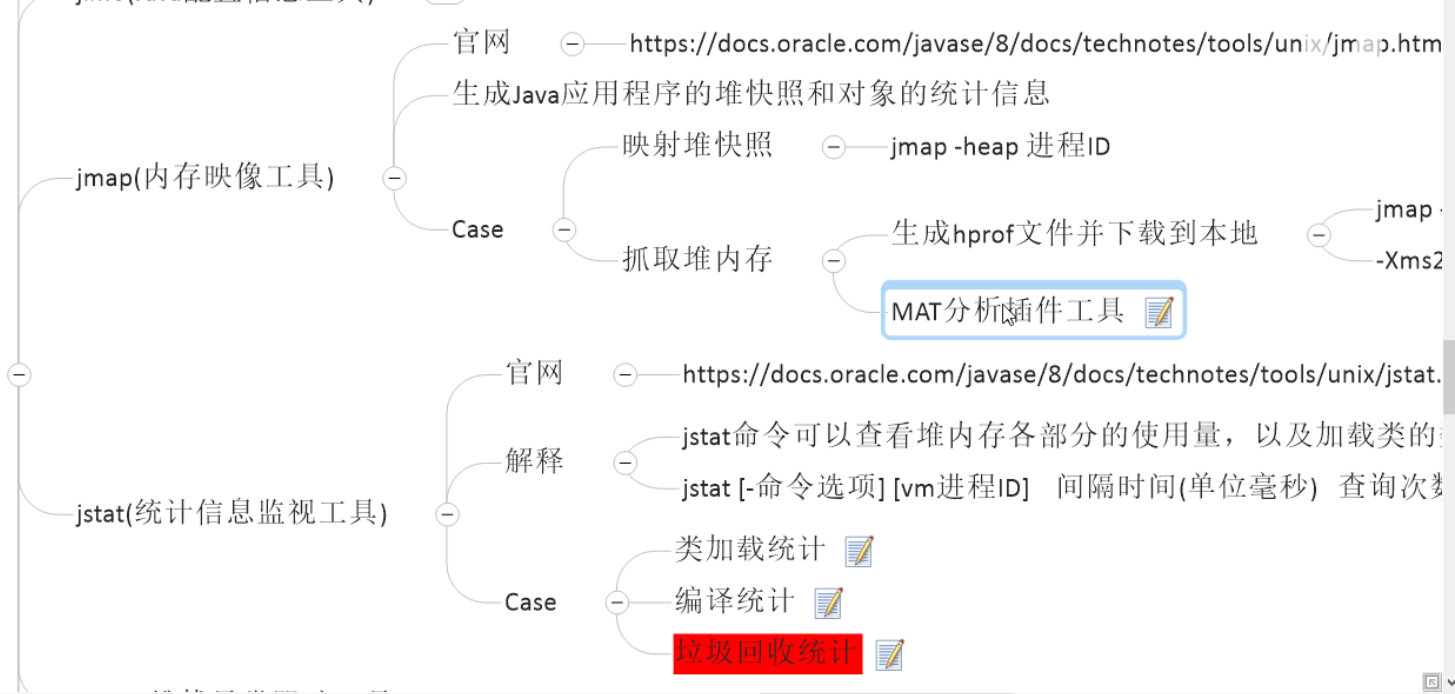 官网
https://docs.oracle.com/javase/8/docs/technotes/tools/unix/jmap.htm
生成Java应用程序的堆快照和对象的统计信息
映射堆快照
jmap -heap 进程ID
jmap(内存映像工具)
Case
jmap -
生成hprof文件并下载到本地
抓取堆内存
-Xms2
MAT分析插件工具
官网
https://docs.oracle.com/javase/8/docs/technotes/tools/unix/jstat.
jstat命令可以查看堆内存各部分的使用量，以及加载类的
解释
jstat [-命令选项] [vm进程ID] 间隔时间(单位毫秒) 查询次数
jstat(统计信息监视工具)
类加载统计
Case
编译统计
垃圾回收统计